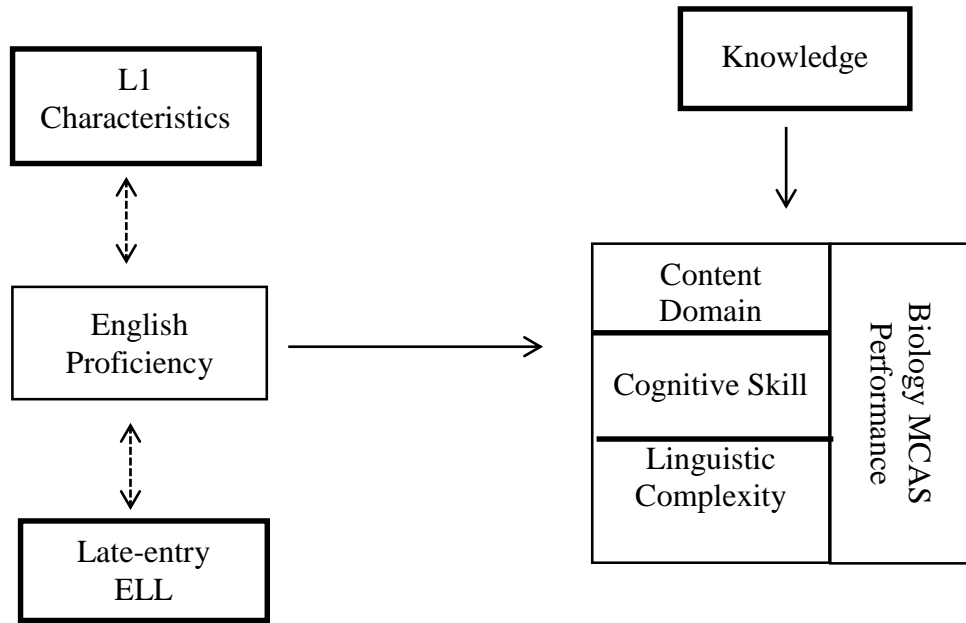 L1
Characteristics
Knowledge
English
Proficiency
Content
Domain
Cognitive Skill
Linguistic
Complexity
Biology MCAS
Performance
Late-entry
ELL